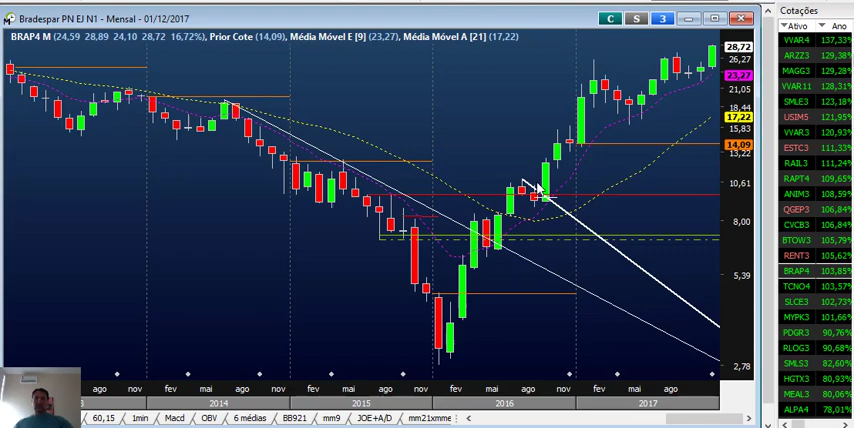 Bradespar PN EJ N1 - Mensal - 01/12/2017
C S 3
BRAP4 M (24,59 28,89 24,10 28,72 16,72%), Prior Cote (14,09), Média Móvel E [9] (23,27), Média Móvel A [21] (17,22)
28,72
26,27
23,27
21,05
18,44
17,22
15,83
14,09
13,22
10,61
8,00
5,39
2,78
ago nov fev mai ago nov fev mai ago nov fev mai ago nov fev mai ago
2014 2015 2016 2017
60,15 1min Macd OBV 6 médias BB921 mm9 JOE+A/D mm21xmme
Cotações
Ativo Ano
VVAR4 137,33%
ARZZ3 129,38%
MAGG3 129,28%
VVAR11 128,31%
SMLE3 123,18%
USIM5 121,95%
VVAR3 120,93%
ESTC3 111,33%
RAIL3 111,24%
RAPT4 109,65%
ANIM3 108,59%
QGEP3 106,84%
CVCB3 106,84%
BTOW3 105,79%
RENT3 105,62%
BRAP4 103,85%
TCNO4 103,57%
SLCE3 102,73%
MYPK3 101,66%
PDGR3 90,76%
RLOG3 90,68%
SMLS3 82,60%
HGTX3 80,93%
MEAL3 80,06%
ALPA4 78,01%